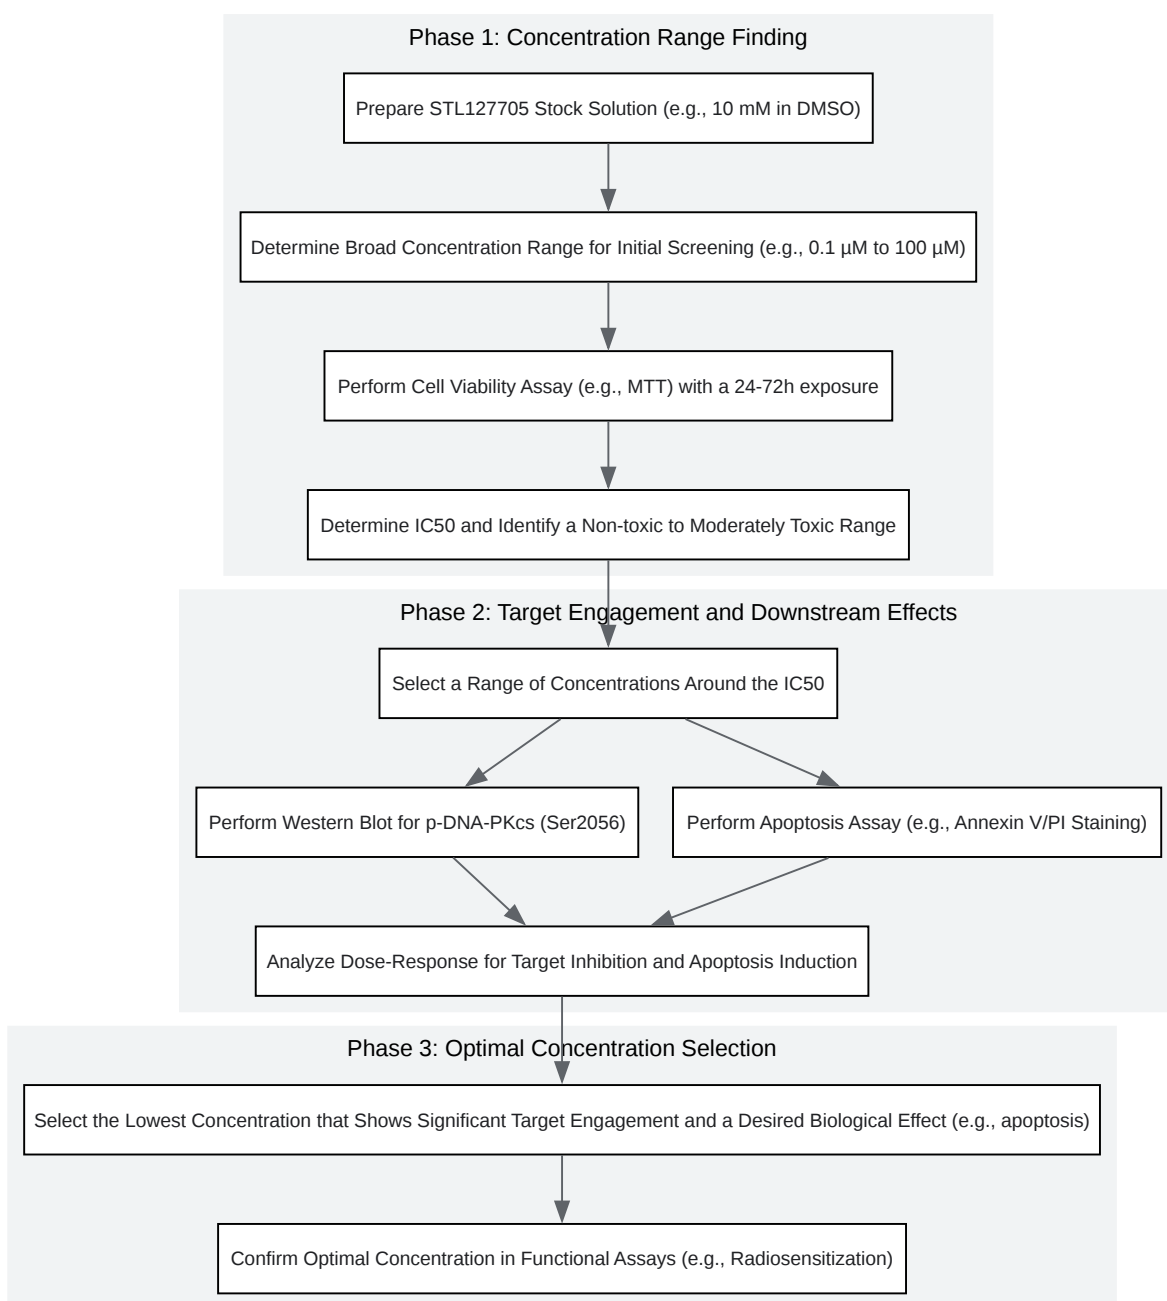 Phase 1: Concentration Range Finding
Prepare STL127705 Stock Solution (e.g., 10 mM in DMSO)
Determine Broad Concentration Range for Initial Screening (e.g., 0.1 µM to 100 µM)
Perform Cell Viability Assay (e.g., MTT) with a 24-72h exposure
Determine IC50 and Identify a Non-toxic to Moderately Toxic Range
Phase 2: Target Engagement and Downstream Effects
Select a Range of Concentrations Around the IC50
Perform Western Blot for p-DNA-PKcs (Ser2056)
Perform Apoptosis Assay (e.g., Annexin V/PI Staining)
Analyze Dose-Response for Target Inhibition and Apoptosis Induction
Phase 3: Optimal Concentration Selection
Select the Lowest Concentration that Shows Significant Target Engagement and a Desired Biological Effect (e.g., apoptosis)
Confirm Optimal Concentration in Functional Assays (e.g., Radiosensitization)